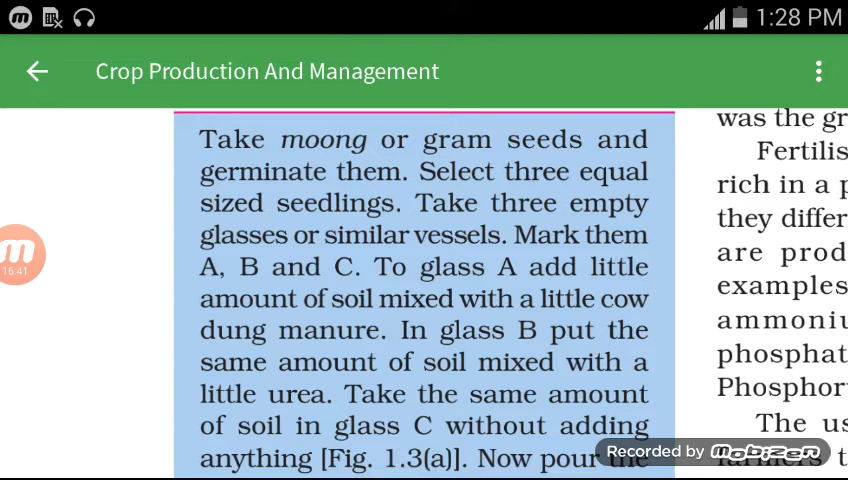 1:28 PM
Crop Production And Management
Take moong or gram seeds and
germinate them. Select three equal
sized seedlings. Take three empty
glasses or similar vessels. Mark them
A, B and C. To glass A add little
amount of soil mixed with a little cow
dung manure. In glass B put the
same amount of soil mixed with a
little urea. Take the same amount
of soil in glass C without adding
anything [Fig. 1.3(a)]. Now pour the
was the gr
Fertilis
rich in a p
they differ
are prod
examples
ammoniu
phosphat
Phosphor
The us
farmers t
16:41
Recorded by MOBIZEN